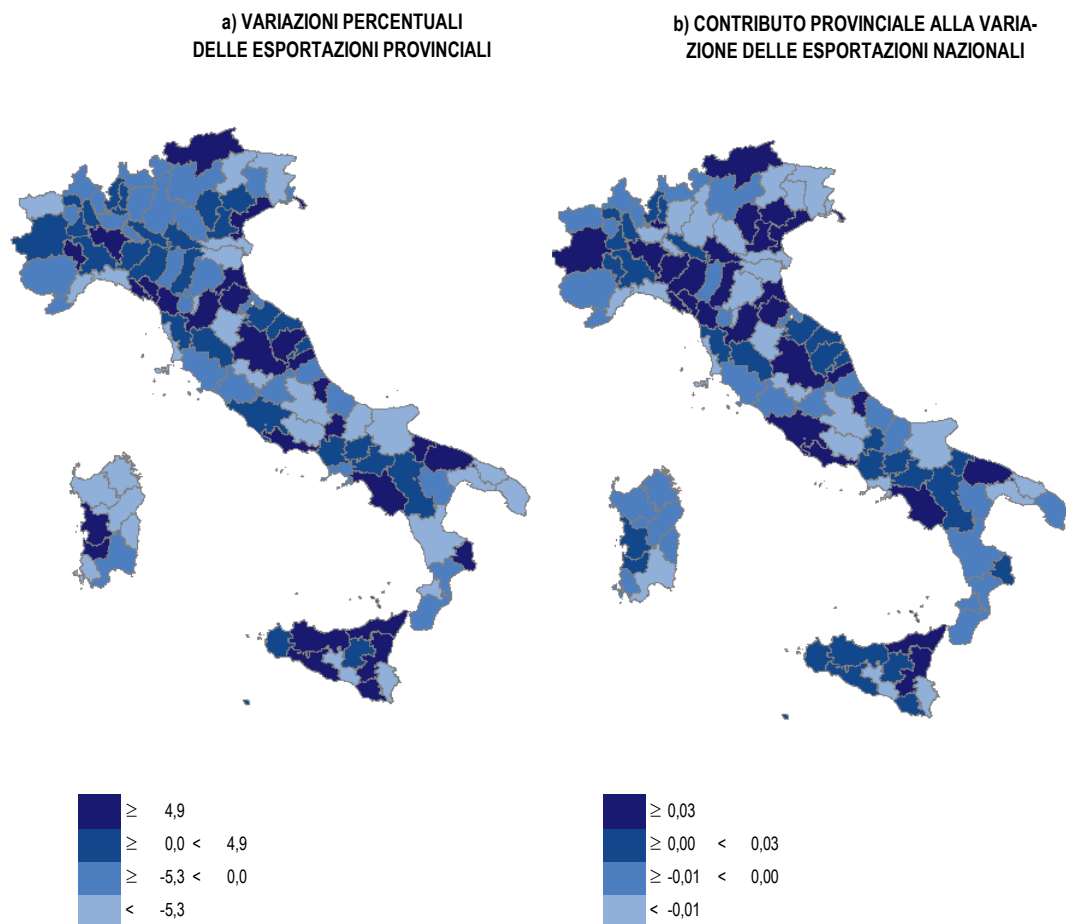 a) VARIAZIONI PERCENTUALI
DELLE ESPORTAZIONI PROVINCIALI
b) CONTRIBUTO PROVINCIALE ALLA VARIA-
ZIONE DELLE ESPORTAZIONI NAZIONALI
≥ 4,9
≥ 0,0 < 4,9
≥ -5,3 < 0,0
< -5,3
≥ 0,03
≥ 0,00 < 0,03
≥ -0,01 < 0,00
< -0,01